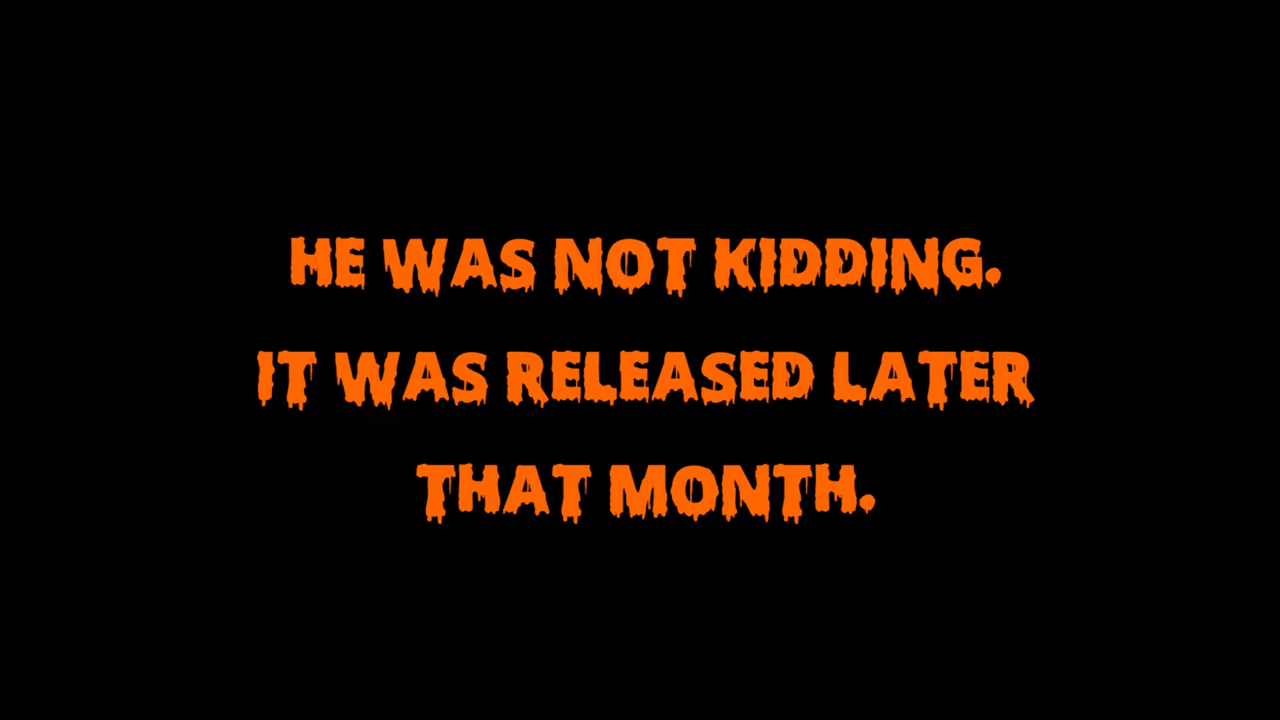 HE WAS NOT KIDDING.
IT WAS RELEASED LATER
THAT MONTH.